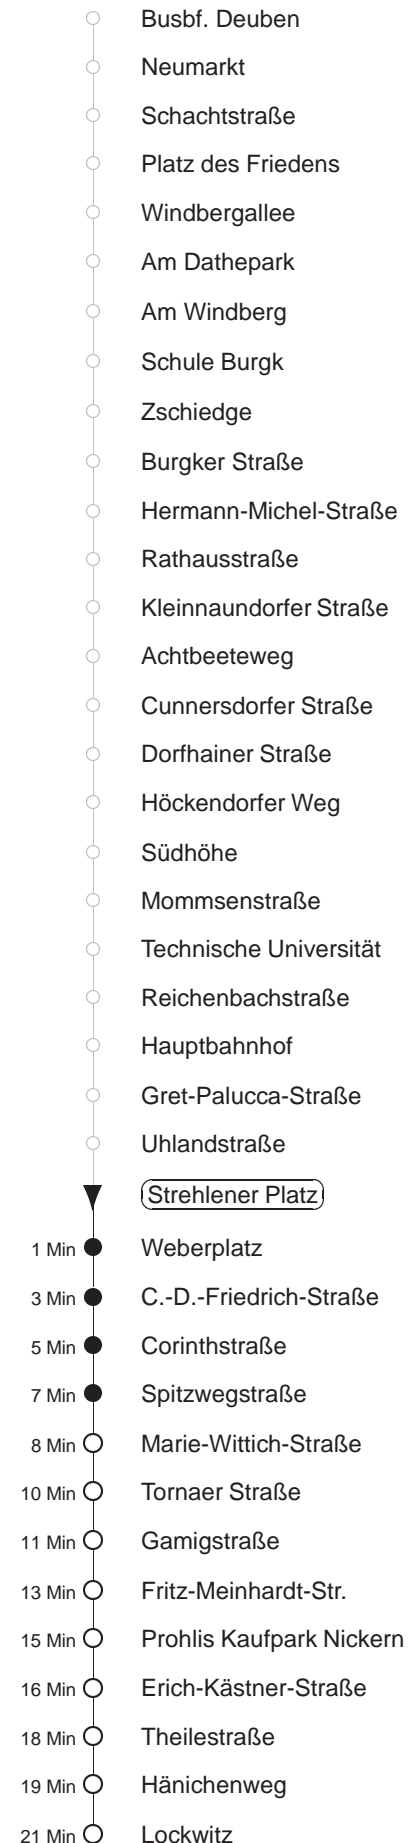 Busbf. Deuben
Neumarkt
Schachtstraße
Platz des Friedens
Windbergallee
Am Dathepark
Am Windberg
Schule Burgk
Zschiedge
Burgker Straße
Hermann-Michel-Straße
Rathausstraße
Kleinnaundorfer Straße
Achtbeeteweg
Cunnersdorfer Straße
Dorfhainer Straße
Höckendorfer Weg
Südhöhe
Mommsenstraße
Technische Universität
Reichenbachstraße
Hauptbahnhof
Gret-Palucca-Straße
Uhlandstraße
Strehlener Platz
1 Min Weberplatz
3 Min C.-D.-Friedrich-Straße
5 Min Corinthstraße
7 Min Spitzwegstraße
8 Min Marie-Wittich-Straße
10 Min Tornaer Straße
11 Min Gamigstraße
13 Min Fritz-Meinhardt-Str.
15 Min Prohlis Kaufpark Nickern
16 Min Erich-Kästner-Straße
18 Min Theilestraße
19 Min Hänichenweg
21 Min Lockwitz